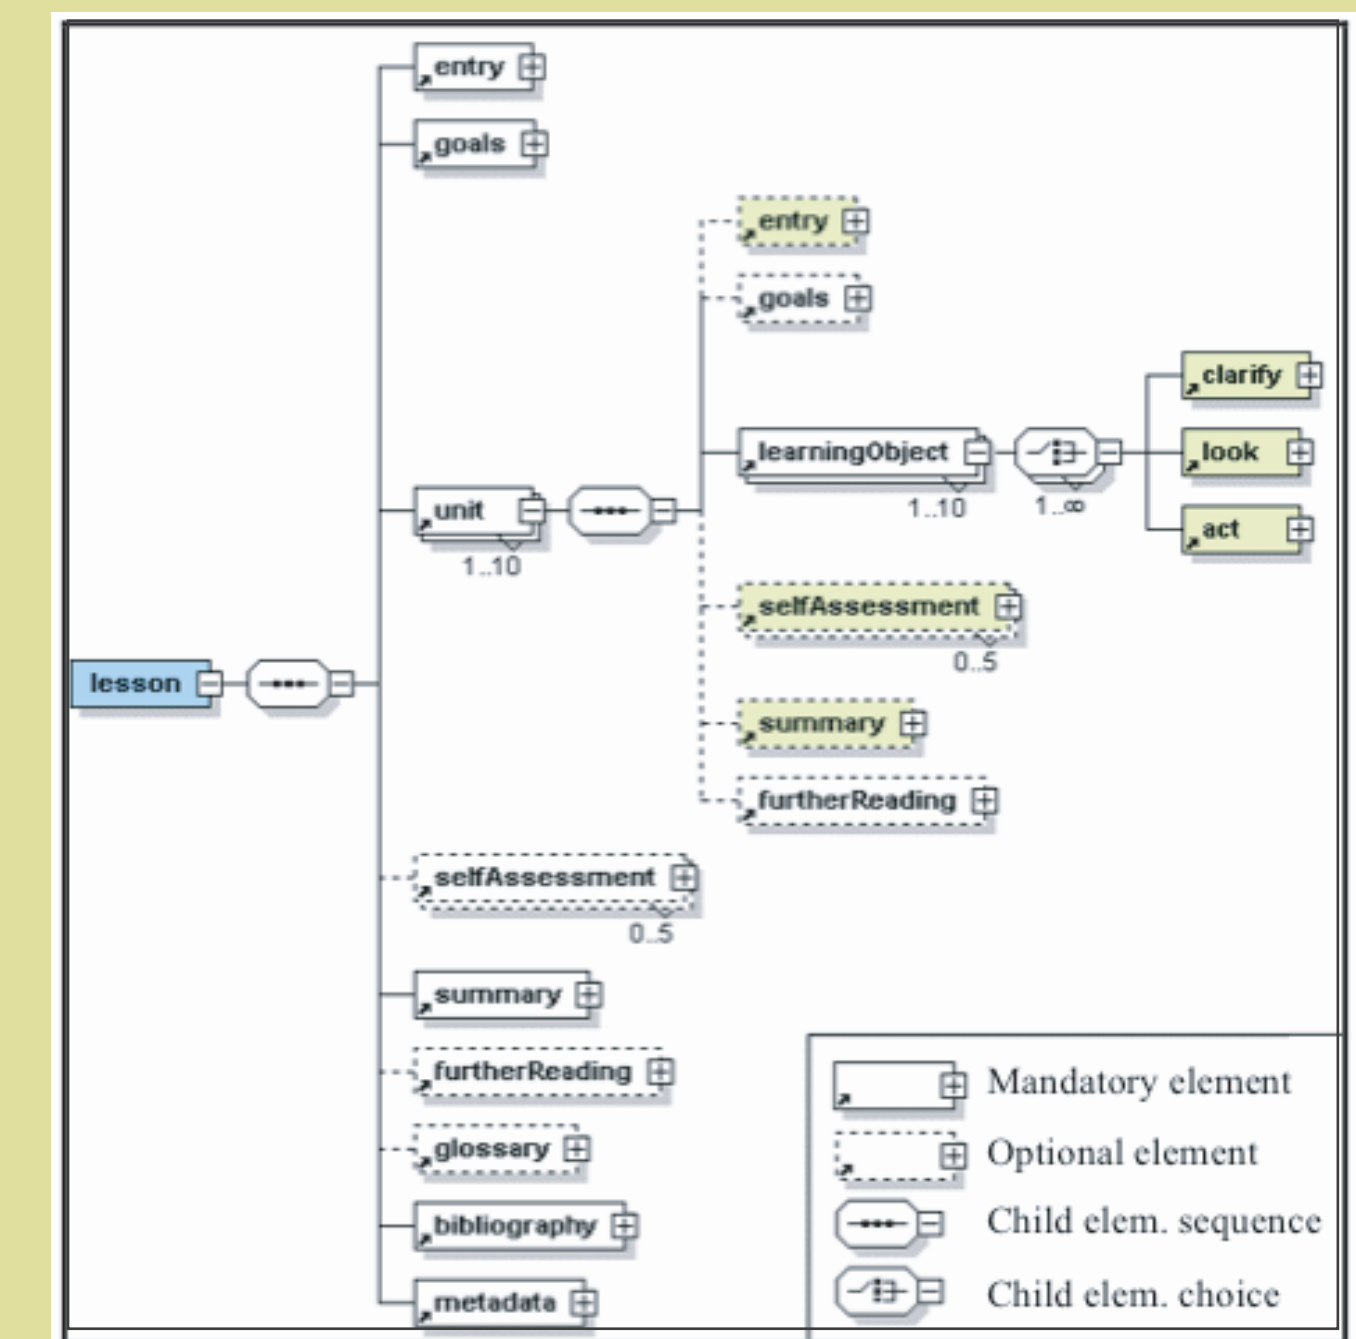 entry
goals
entry
goals
clarify
learningObject
look
1..10
1..∞
act
unit
1..10
selfAssessment
0..5
lesson
summary
furtherReading
selfAssessment
0..5
summary
furtherReading
glossary
bibliography
metadata
Mandatory element
Optional element
Child elem. sequence
Child elem. choice